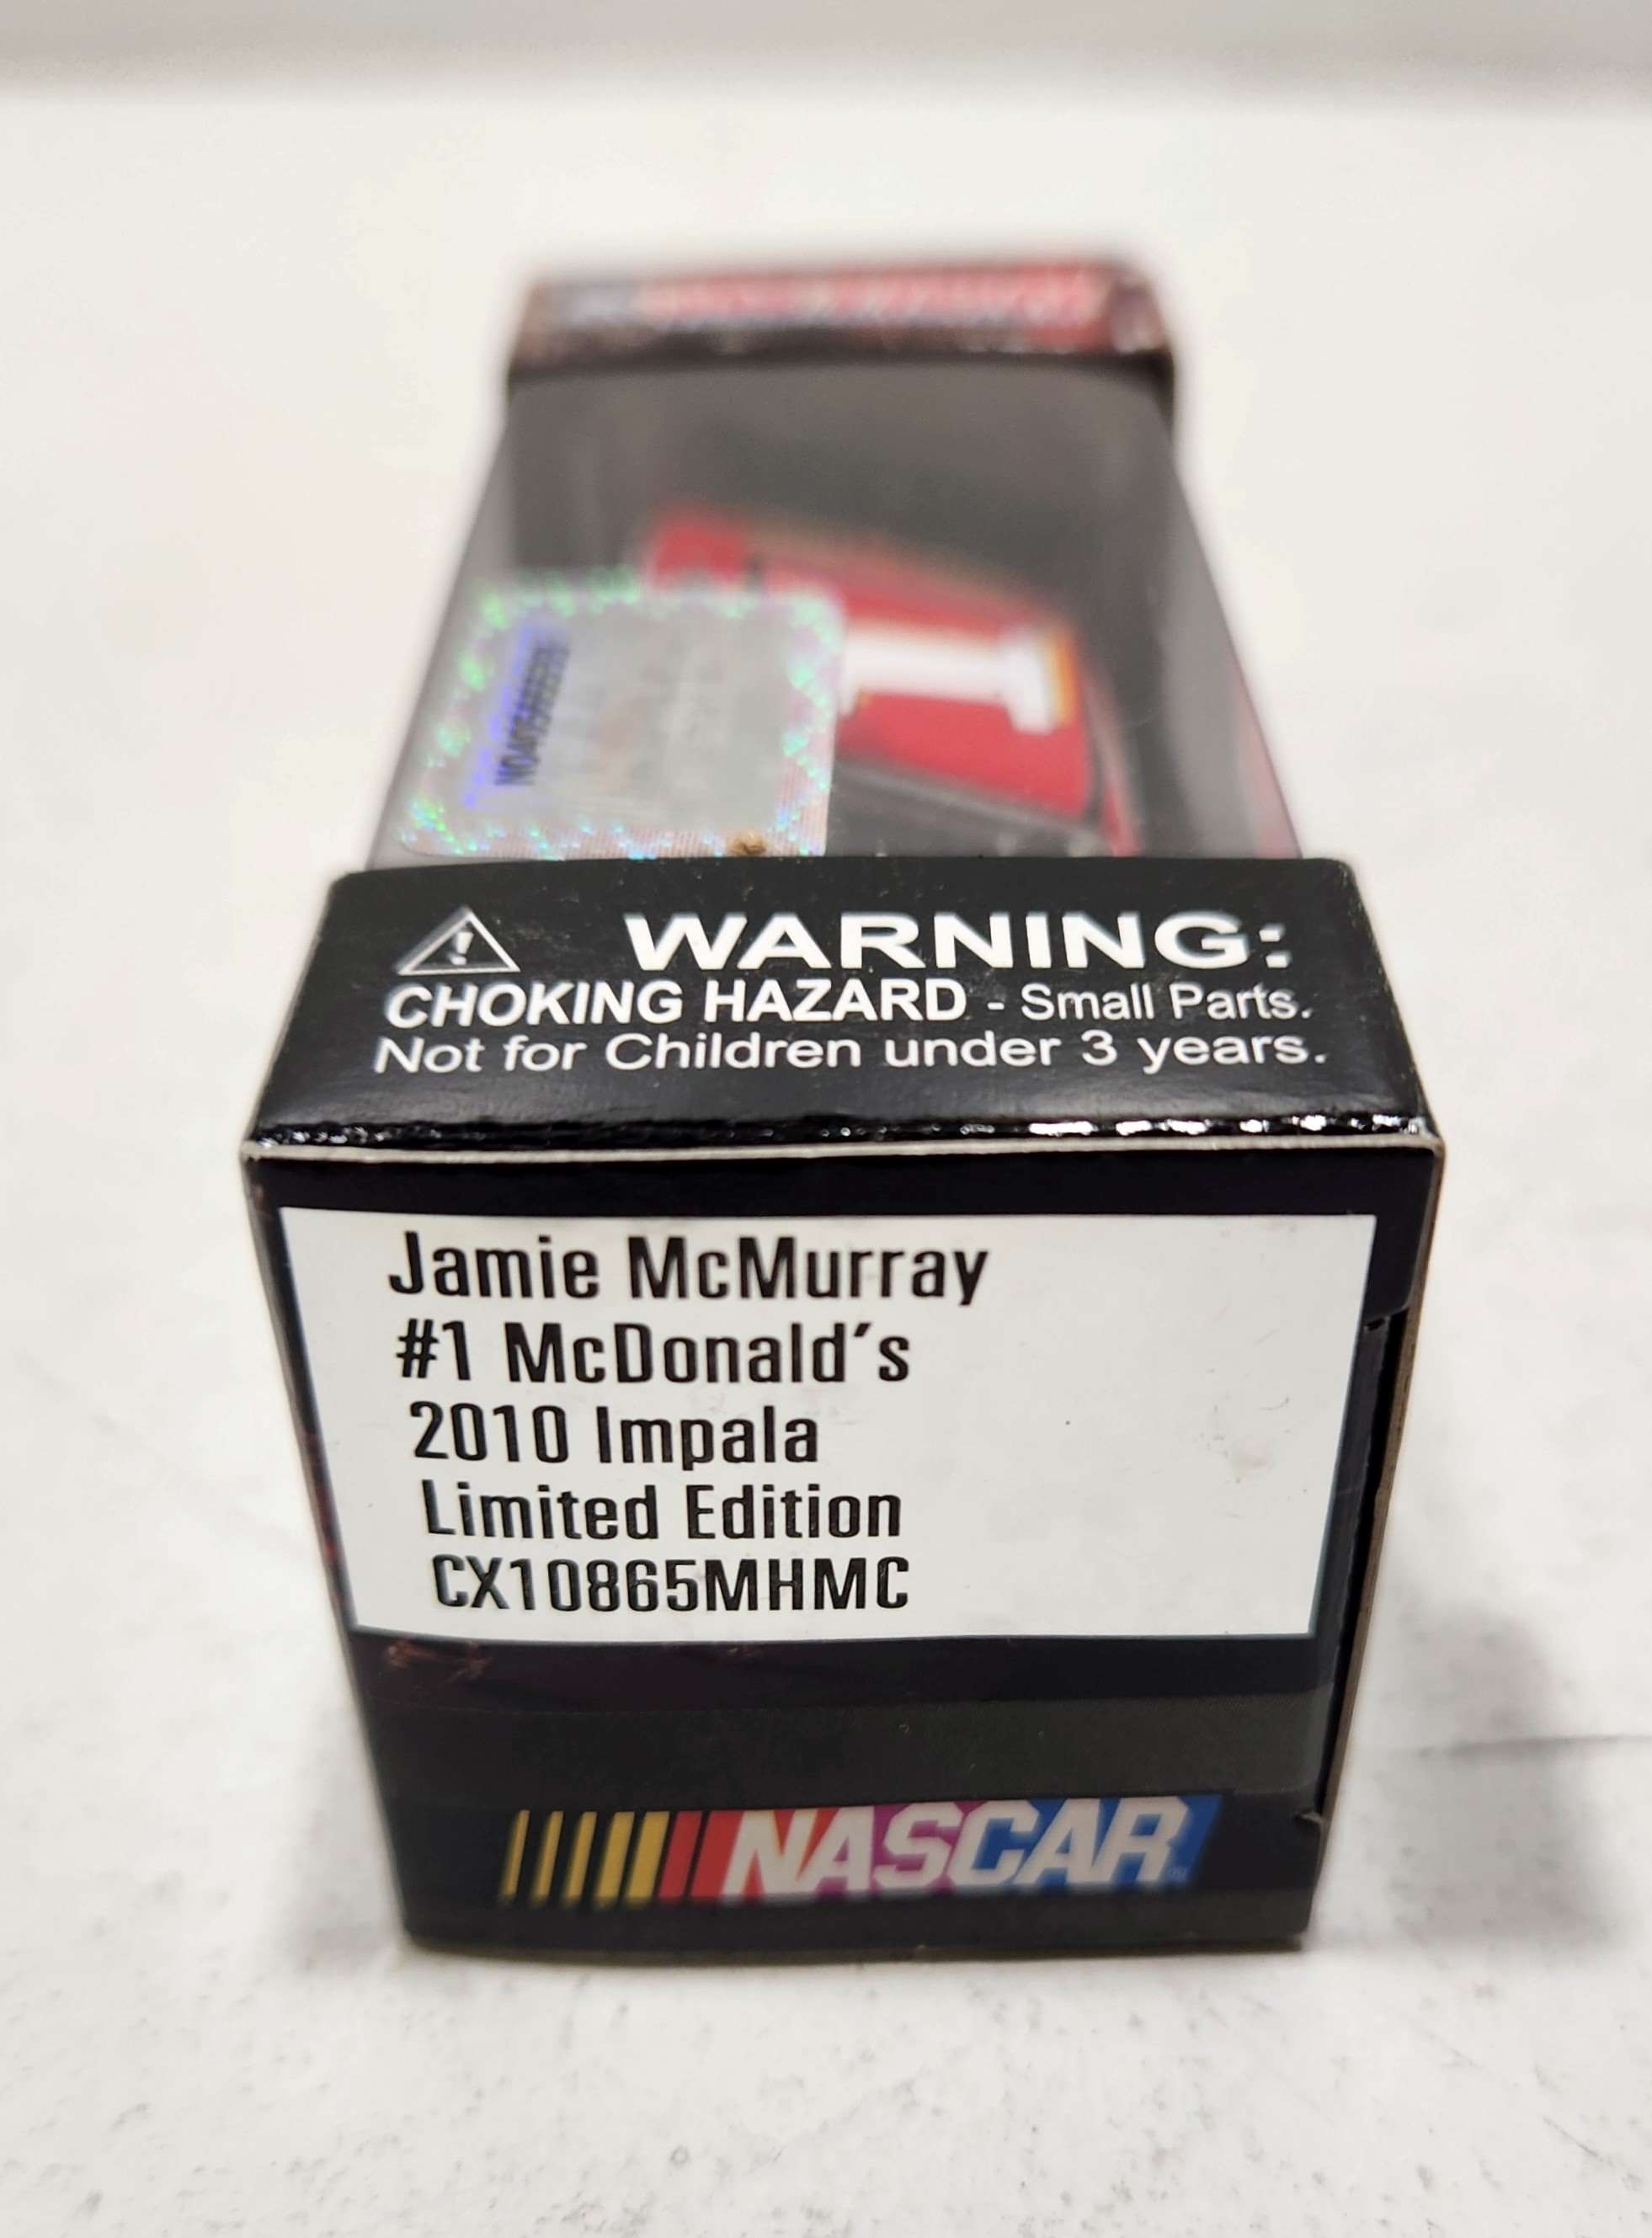 WARNING:
CHOKING HAZARD - Small Parts.
Not for Children under 3 years.
Jamie McMurray
#1 McDonald's
2010 Impala
Limited Edition
CX10865MHMC
NASCAR